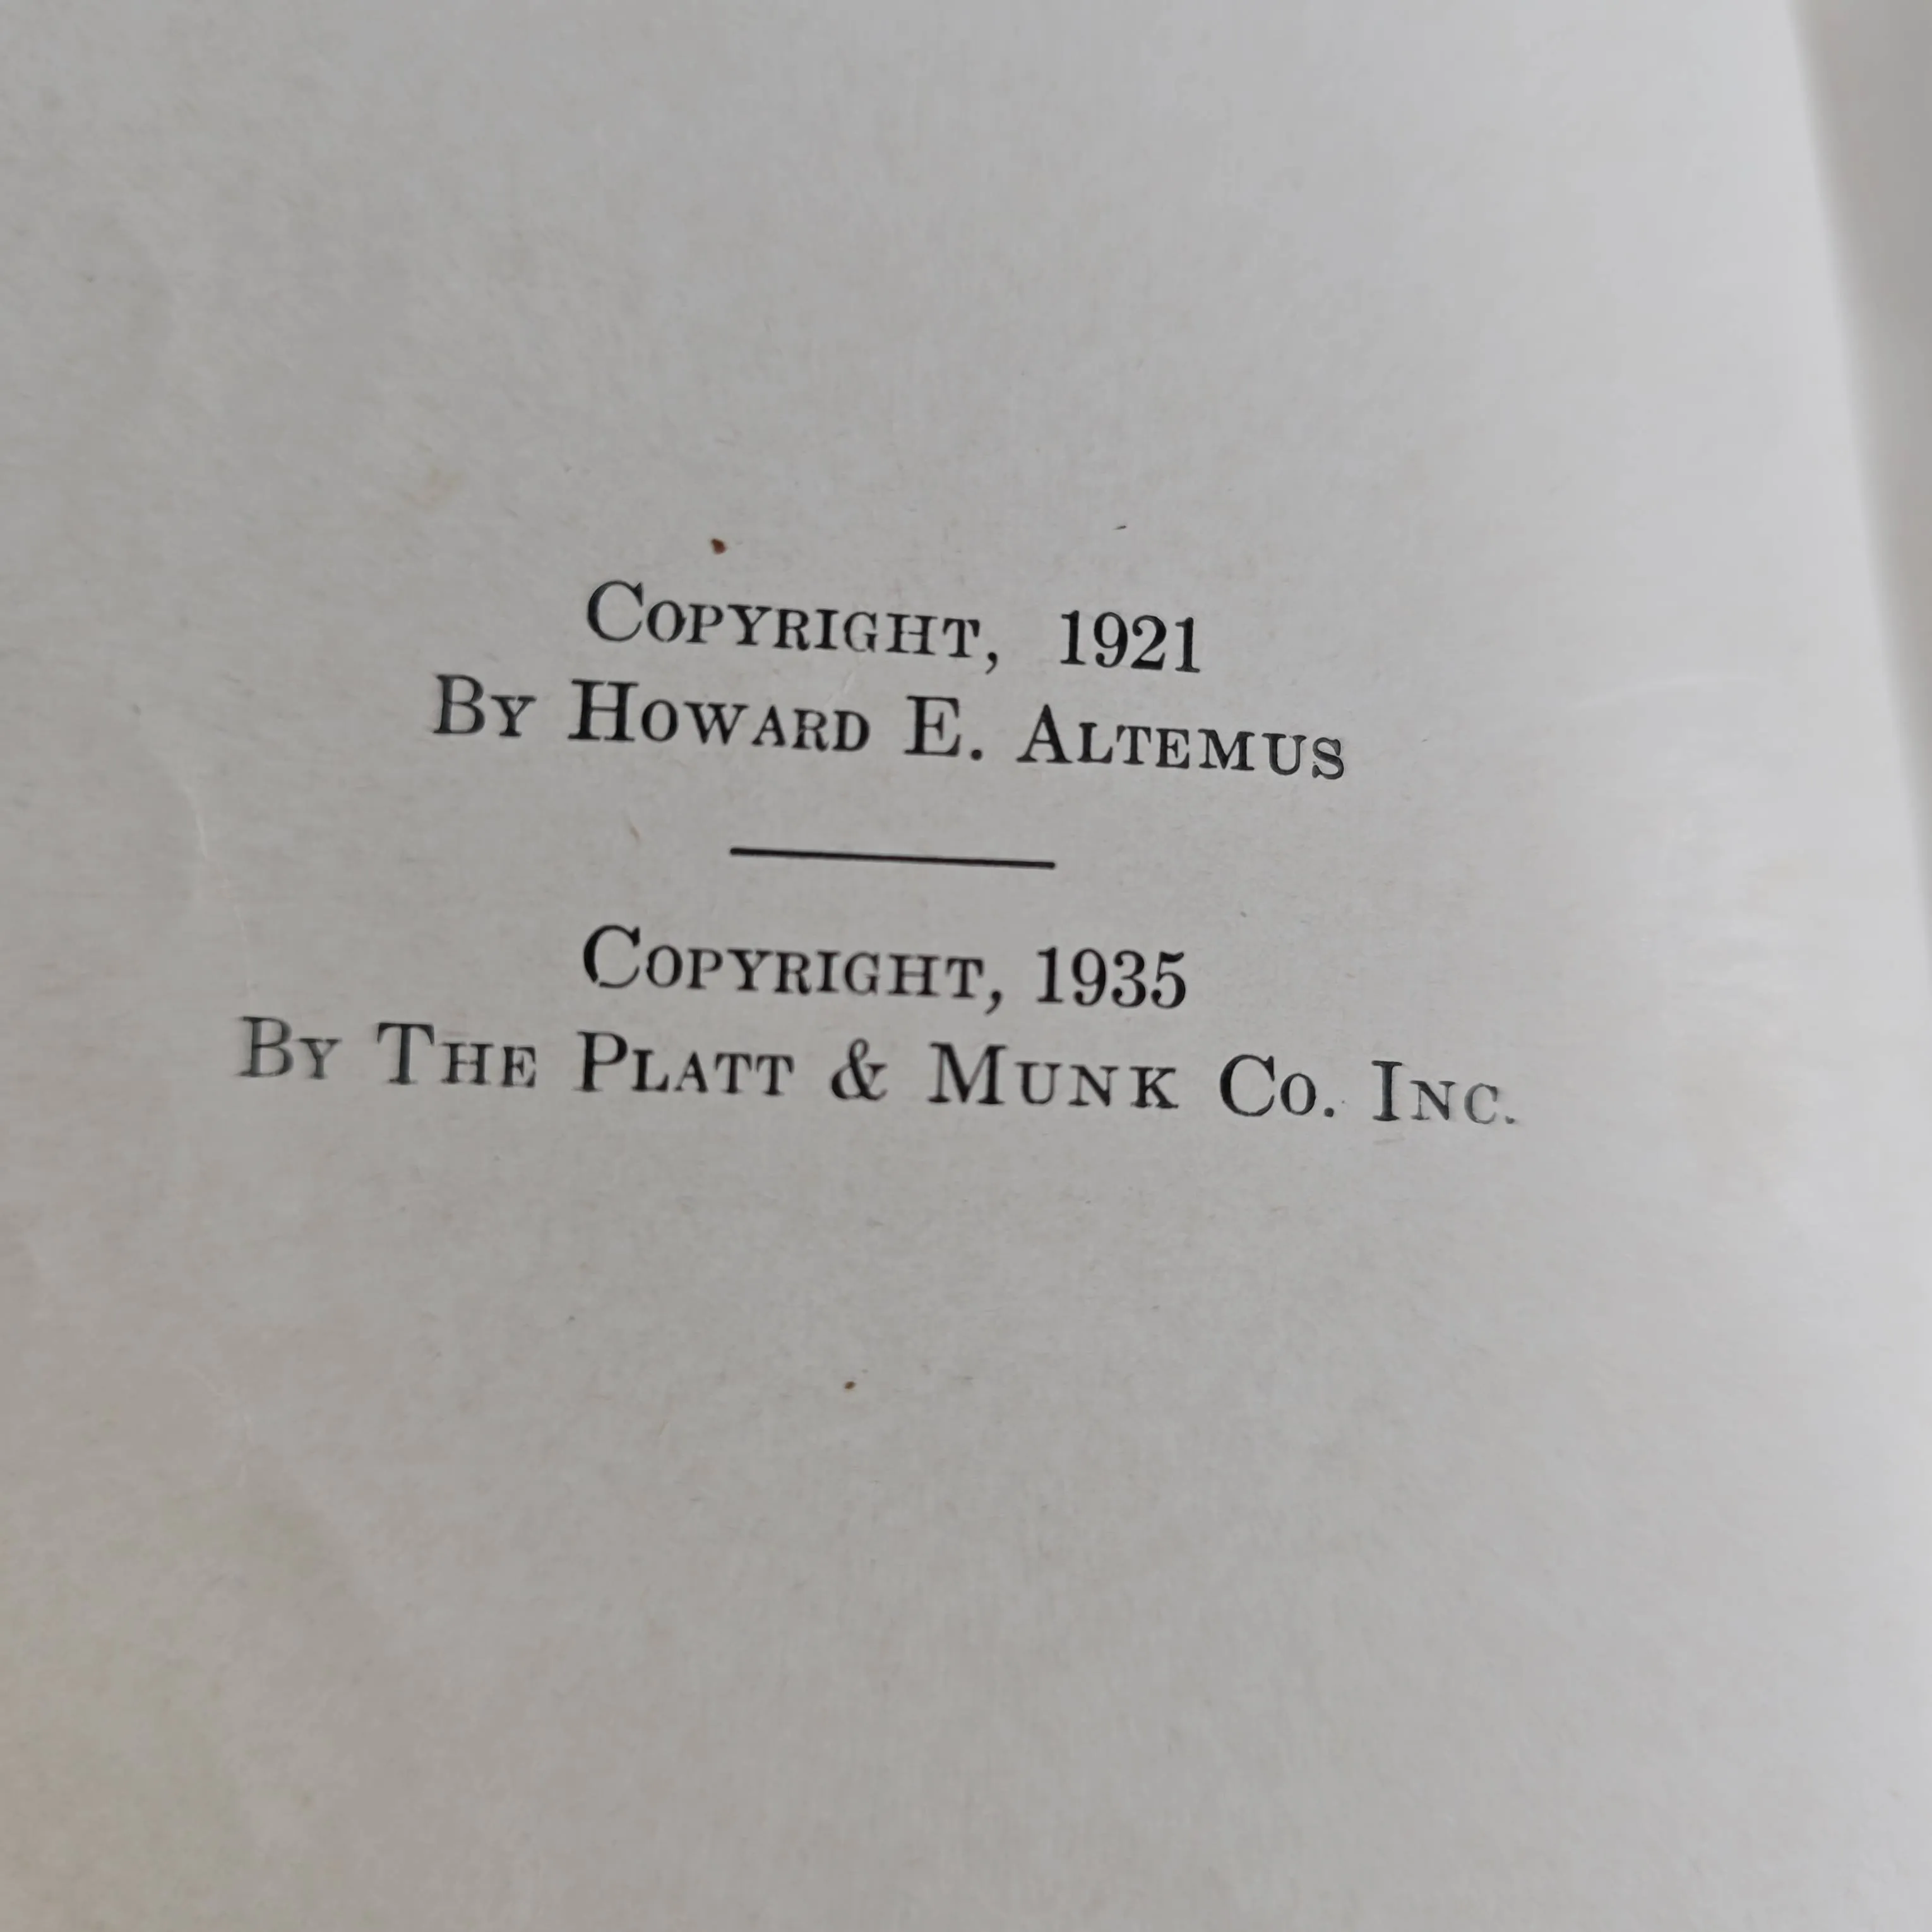 Copyright, 1921
By Howard E. Altemus
Copyright, 1935
By The Platt & Munk Co. Inc.